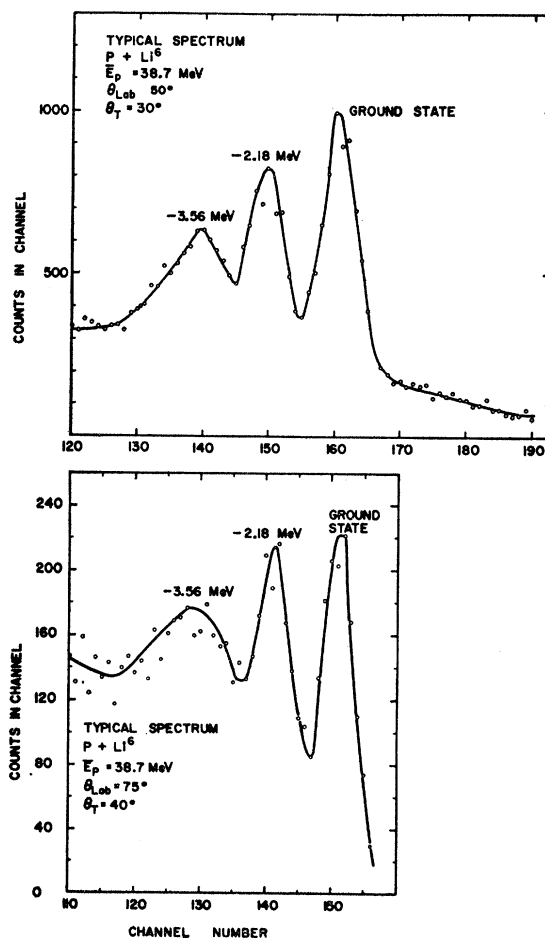 TYPICAL SPECTRUM
P + Li⁶
E̅p = 38.7 MeV
θLab 50°
θT = 30°
GROUND STATE
-2.18 MeV
-3.56 MeV
1000
500
COUNTS IN CHANNEL
120 130 140 150 160 170 180 190
240
200
160
120
80
40
0
COUNTS IN CHANNEL
GROUND
STATE
-2.18 MeV
-3.56 MeV
TYPICAL SPECTRUM
P + Li⁶
E̅p = 38.7 MeV
θLab = 75°
θT = 40°
110 120 130 140 150
CHANNEL NUMBER